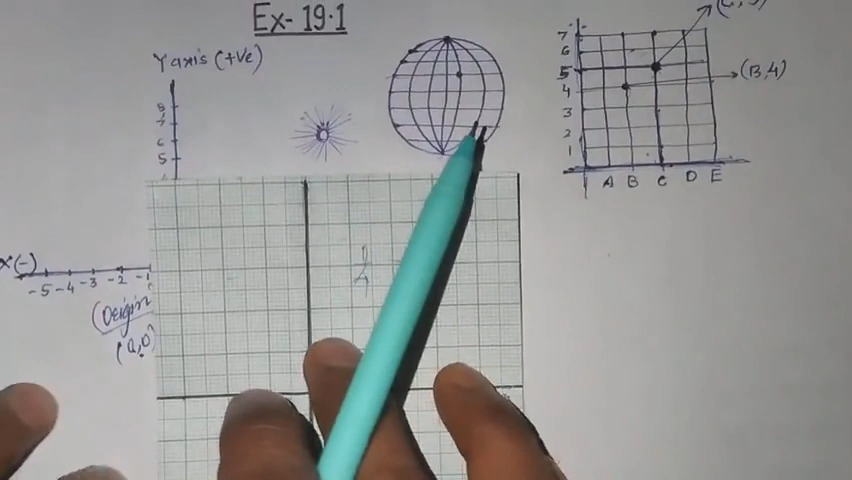 Ex-19.1
Y axis (+ve)
8
7
6
5
X(-)
-5 -4 -3 -2 -1
(Origin
(0,0)
7
6
5
4
3
2
1
A B C D E
(B,4)